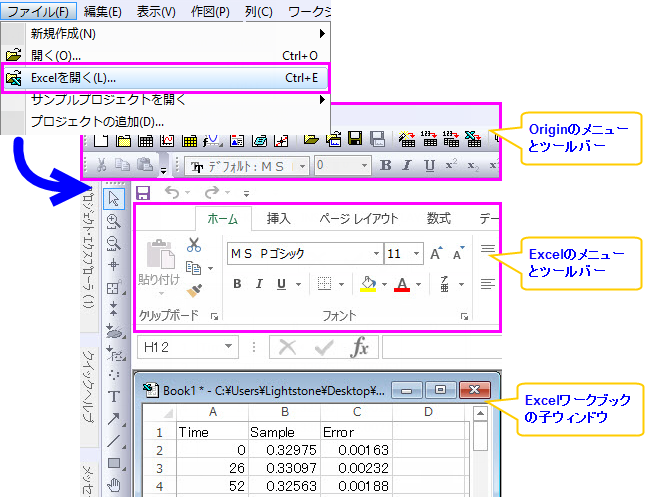 ファイル(F) 編集(E) 表示(V) 作図(P) 列(C) ワークシ
新規作成(N)
開く(O)... Ctrl+O
Excelを開く(L)... Ctrl+E
サンプルプロジェクトを開く
プロジェクトの追加(D)...
Originのメニュー
とツールバー
デフォルト: M S 0 B I U x² x₂
プロジェクト・エクスプローラ (1)
クイックヘルプ
メッセ
ホーム 挿入 ページ レイアウト 数式 デー
貼り付け
ＭＳ Ｐゴシック 11 A A
B I U A 亜
クリップボード フォント
Excelのメニュー
とツールバー
H12 fx
Book1 * - C:¥Users¥Lightstone¥Desktop¥...
Excelワークブック
の子ウィンドウ
A B C D
1 Time Sample Error
2 0 0.32975 0.00163
3 26 0.33097 0.00232
4 52 0.32563 0.00188